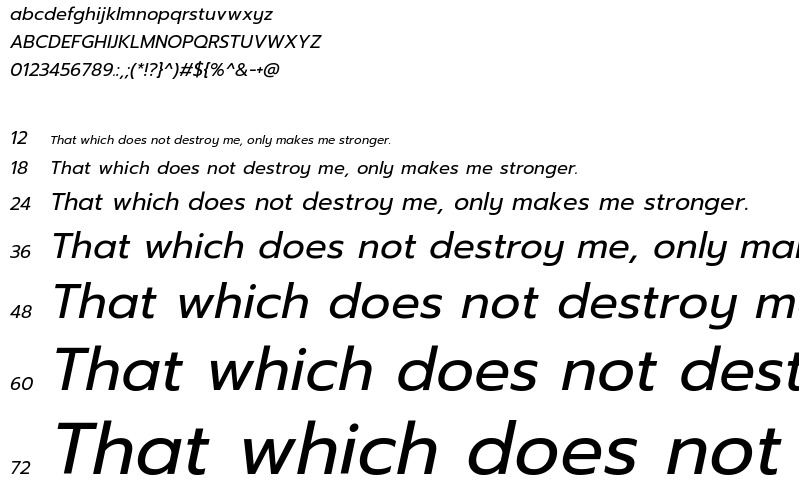 abcdefghijklmnopqrstuvwxyz
ABCDEFGHIJKLMNOPQRSTUVWXYZ
0123456789.:,;(*!?}^)#${%^&-+@
12 That which does not destroy me, only makes me stronger.
18 That which does not destroy me, only makes me stronger.
24 That which does not destroy me, only makes me stronger.
36 That which does not destroy me, only mak
48 That which does not destroy m
60 That which does not dest
72 That which does not